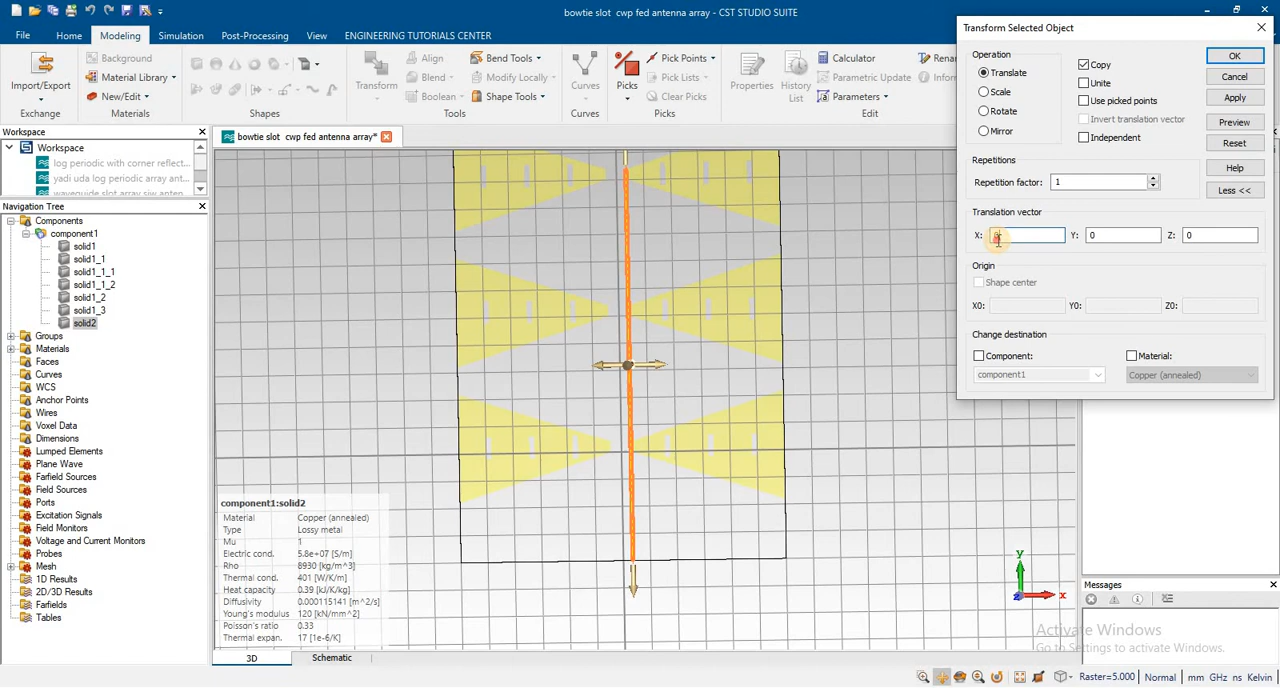 bowtie slot  cwp fed antenna array* - CST STUDIO SUITE
File
Home
Modeling
Simulation
Post-Processing
View
ENGINEERING TUTORIALS CENTER
Import/Export
Exchange
Background
Material Library
New/Edit
Materials
Shapes
Transform
Align
Blend
Boolean
Bend Tools
Modify Locally
Shape Tools
Tools
Curves
Curves
Picks
Pick Points
Pick Lists
Clear Picks
Picks
Properties
History
List
Calculator
Parametric Update
Parameters
Edit
Renam
Inforn
Transform Selected Object
Operation
Translate
Scale
Rotate
Mirror
Copy
Unite
Use picked points
Invert translation vector
Independent
OK
Cancel
Apply
Preview
Reset
Help
Less <<
Repetitions
Repetition factor: 1
Translation vector
X: Y: 0 Z: 0
Origin
Shape center
X0: Y0: Z0:
Change destination
Component: Material:
component1 Copper (annealed)
Workspace
Workspace
log periodic with corner reflect...
yadi uda log periodic array ant...
waveguide slot array siw anten
Navigation Tree
Components
component1
solid1
solid1_1
solid1_1_1
solid1_1_2
solid1_2
solid1_3
solid2
Groups
Materials
Faces
Curves
WCS
Anchor Points
Wires
Voxel Data
Dimensions
Lumped Elements
Plane Wave
Farfield Sources
Field Sources
Ports
Excitation Signals
Field Monitors
Voltage and Current Monitors
Probes
Mesh
1D Results
2D/3D Results
Farfields
Tables
bowtie slot  cwp fed antenna array*
component1:solid2
Material Copper (annealed)
Type Lossy metal
Mu 1
Electric cond. 5.8e+07 [S/m]
Rho 8930 [kg/m^3]
Thermal cond. 401 [W/K/m]
Heat capacity 0.39 [kJ/K/kg]
Diffusivity 0.000115141 [m^2/s]
Young's modulus 120 [kN/mm^2]
Poisson's ratio 0.33
Thermal expan. 17 [1e-6/K]
y
x
z
3D
Schematic
Messages
Activate Windows
Go to Settings to activate Windows.
Raster=5.000 Normal mm GHz ns Kelvin